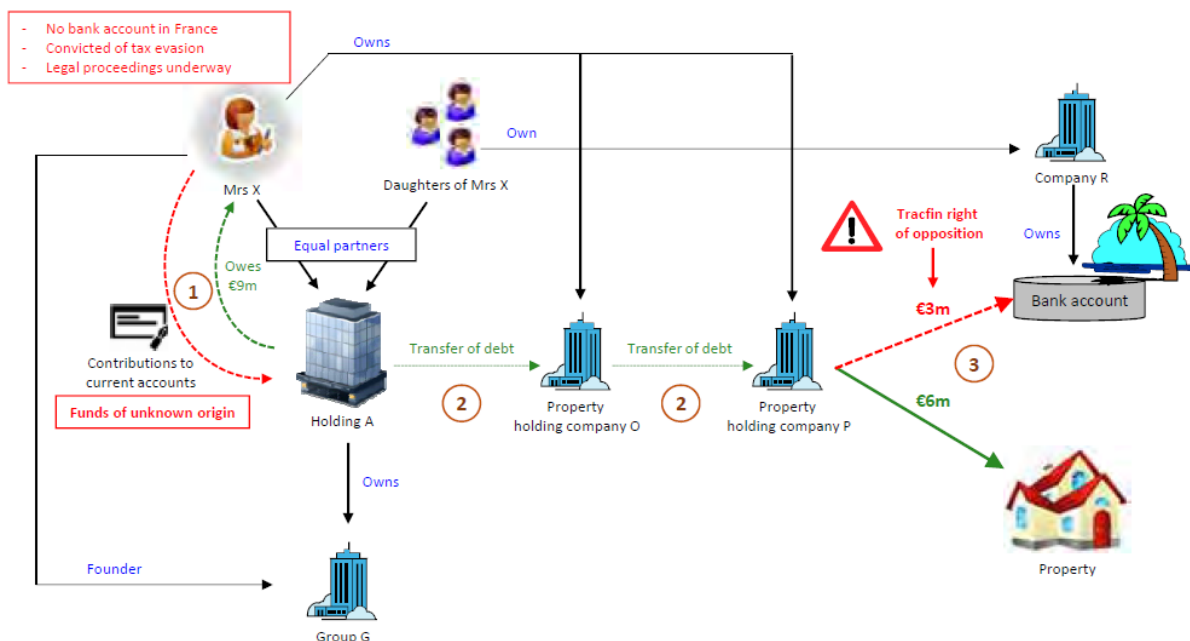 - No bank account in France
- Convicted of tax evasion
- Legal proceedings underway
Owns
Own
Mrs X
Daughters of Mrs X
Company R
Equal partners
Tracfin right
of opposition
Owns
Owes
€9m
1
Bank account
€3m
Contributions to
current accounts
Transfer of debt
Transfer of debt
3
Funds of unknown origin
2
2
€6m
Holding A
Property
holding company O
Property
holding company P
Owns
Founder
Property
Group G